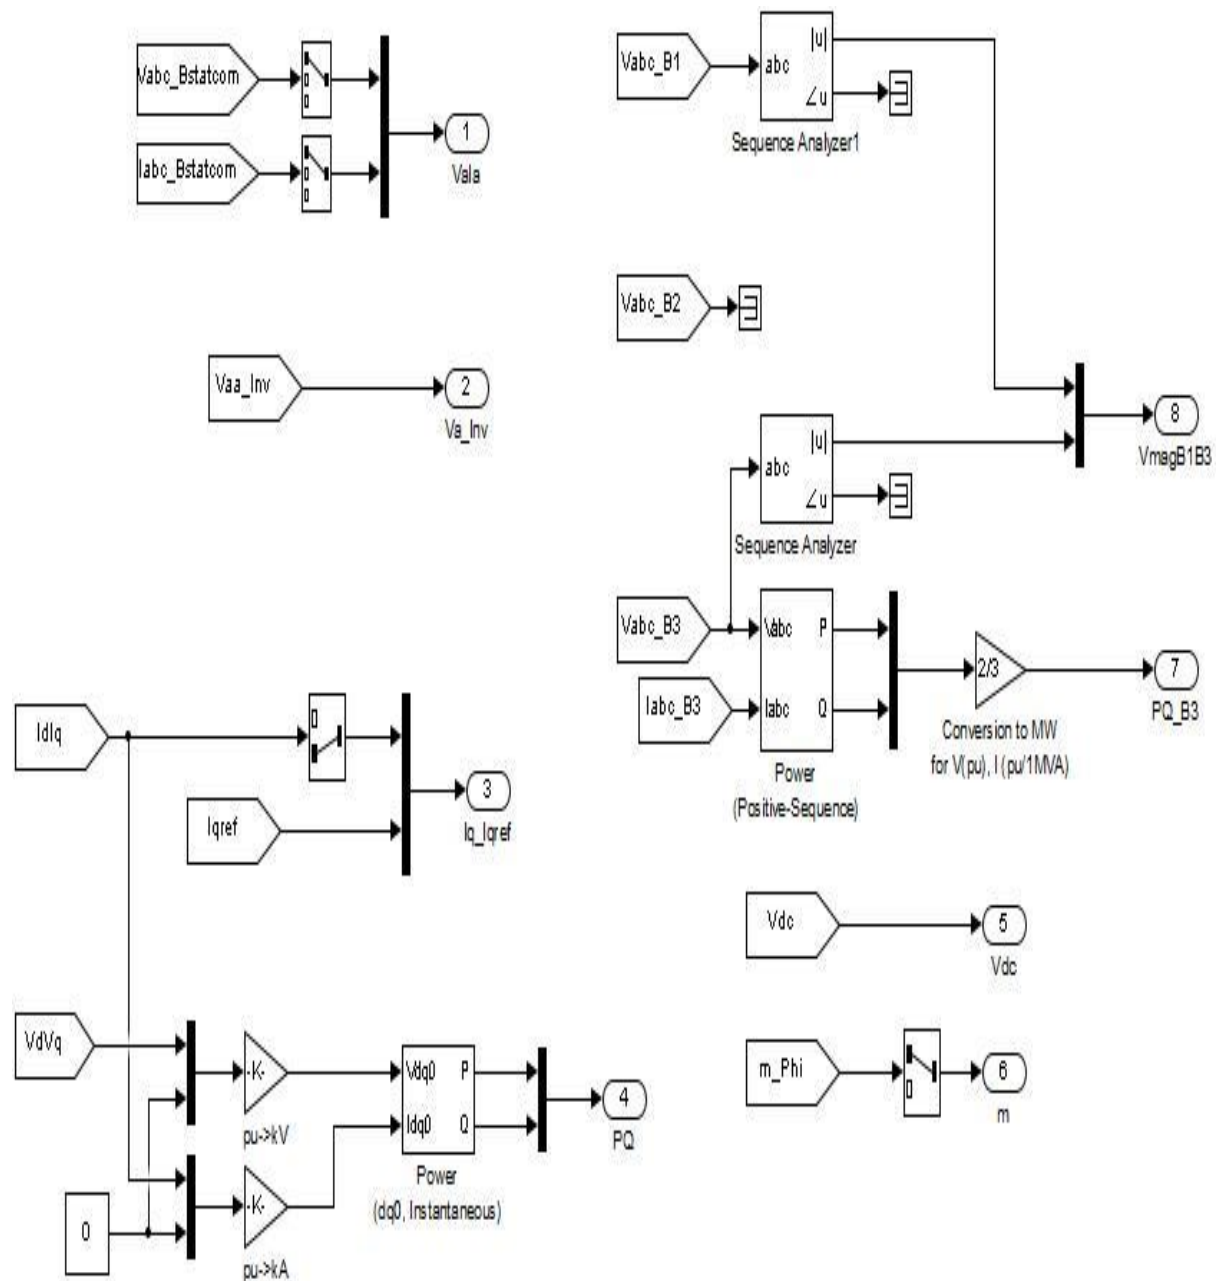 Vabc_Bstatcom
Iabc_Bstatcom
1
VaIa
Vaa_Inv
2
Va_Inv
IdIq
Iqref
3
Iq_Iqref
VdVq
0
-K-
pu->kV
-K-
pu->kA
Vdq0 P
Idq0 Q
Power
(dq0, Instantaneous)
4
PQ
Vabc_B1
abc
|u|
∠u
Sequence Analyzer1
Vabc_B2
abc
|u|
∠u
Sequence Analyzer
8
VmagB1B3
Vabc_B3
Iabc_B3
Vabc P
Iabc Q
Power
(Positive-Sequence)
2/3
Conversion to MW
for V(pu), I (pu/1MVA)
7
PQ_B3
Vdc
5
Vdc
m_Phi
6
m